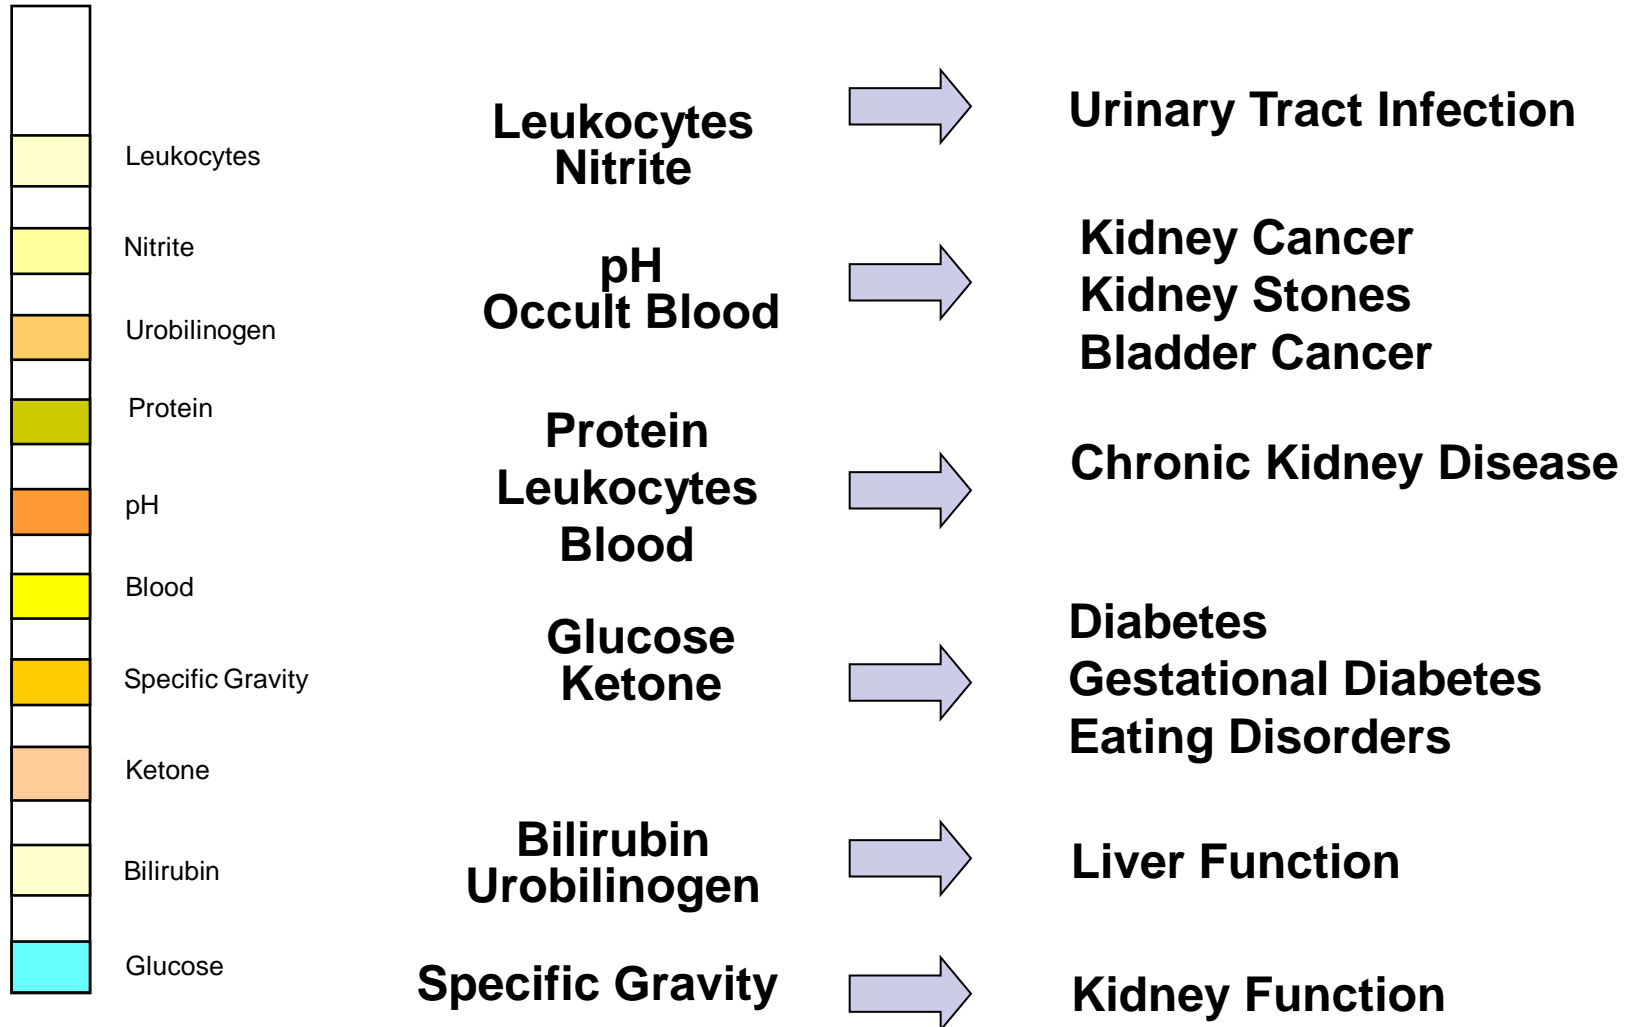 Leukocytes
Nitrite
Urobilinogen
Protein
pH
Blood
Specific Gravity
Ketone
Bilirubin
Glucose
Leukocytes
Nitrite
Urinary Tract Infection
pH
Occult Blood
Kidney Cancer
Kidney Stones
Bladder Cancer
Protein
Leukocytes
Blood
Chronic Kidney Disease
Glucose
Ketone
Diabetes
Gestational Diabetes
Eating Disorders
Bilirubin
Urobilinogen
Liver Function
Specific Gravity
Kidney Function